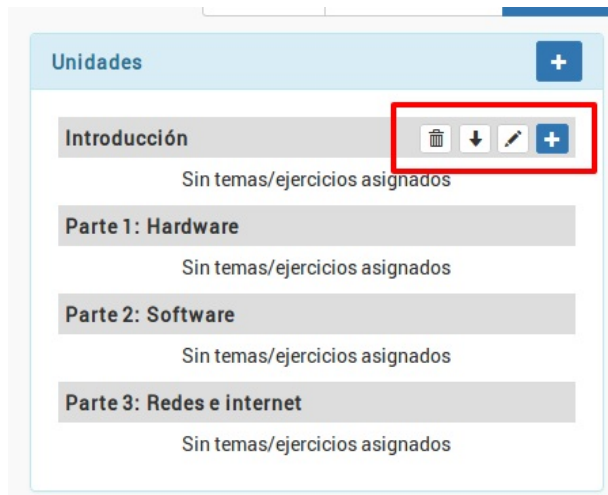 Unidades
Introducción
Sin temas/ejercicios asignados
Parte 1: Hardware
Sin temas/ejercicios asignados
Parte 2: Software
Sin temas/ejercicios asignados
Parte 3: Redes e internet
Sin temas/ejercicios asignados